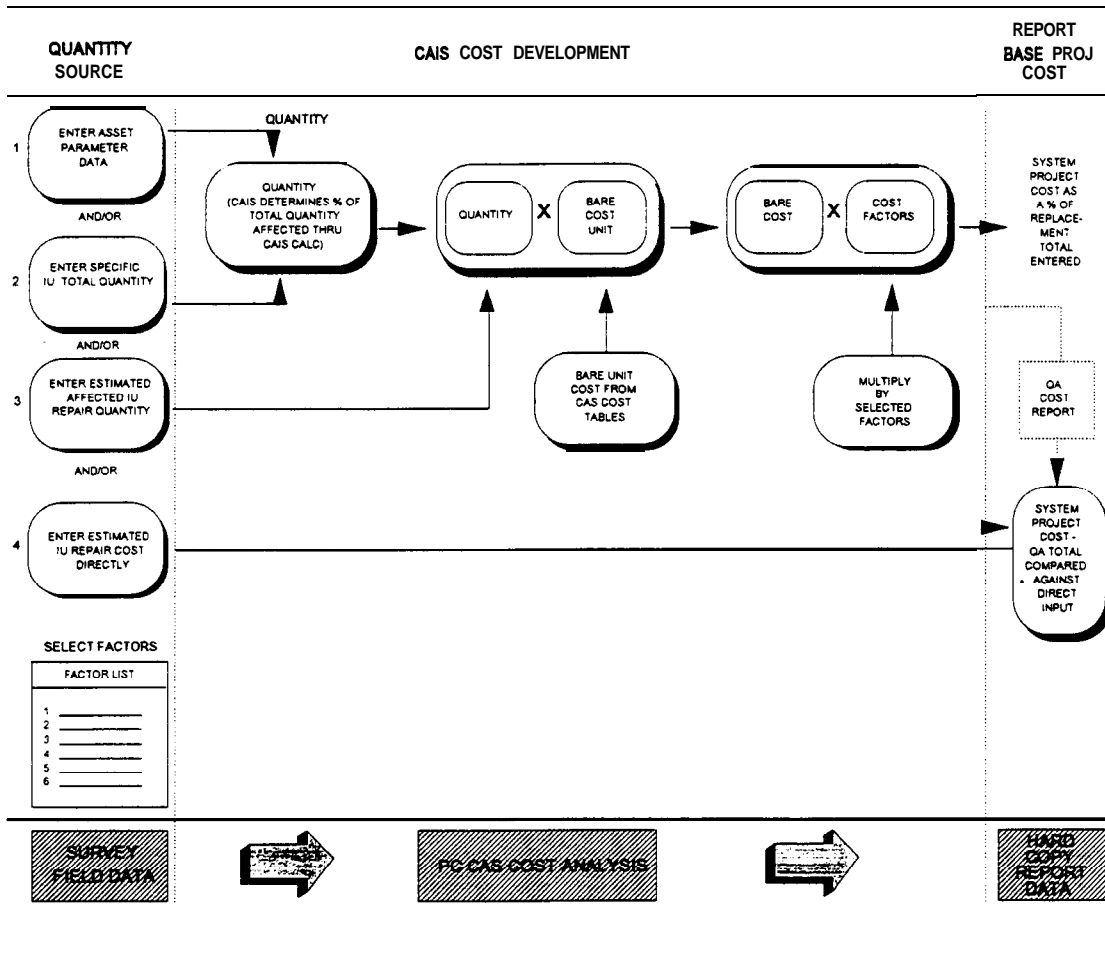 QUANTITY
SOURCE
CAIS COST DEVELOPMENT
REPORT
BASE PROJ
COST
1
ENTER ASSET
PARAMETER
DATA
AND/OR
2
ENTER SPECIFIC
IU TOTAL QUANTITY
AND/OR
3
ENTER ESTIMATED
AFFECTED IU
REPAIR QUANTITY
AND/OR
4
ENTER ESTIMATED
IU REPAIR COST
DIRECTLY
SELECT FACTORS
FACTOR LIST
1
2
3
4
5
6
QUANTITY
QUANTITY
(CAIS DETERMINES % OF
TOTAL QUANTITY
AFFECTED THRU
CAIS CALC)
QUANTITY
X
BARE
COST
UNIT
BARE UNIT
COST FROM
CAS COST
TABLES
BARE
COST
X
COST
FACTORS
MULTIPLY
BY
SELECTED
FACTORS
SYSTEM
PROJECT
COST AS
A % OF
REPLACE-
MENT
TOTAL
ENTERED
QA
COST
REPORT
SYSTEM
PROJECT
COST -
QA TOTAL
COMPARED
AGAINST
DIRECT
INPUT
SURVEY
FIELD DATA
PC CAS COST ANALYSIS
HARD
COPY
REPORT
DATA